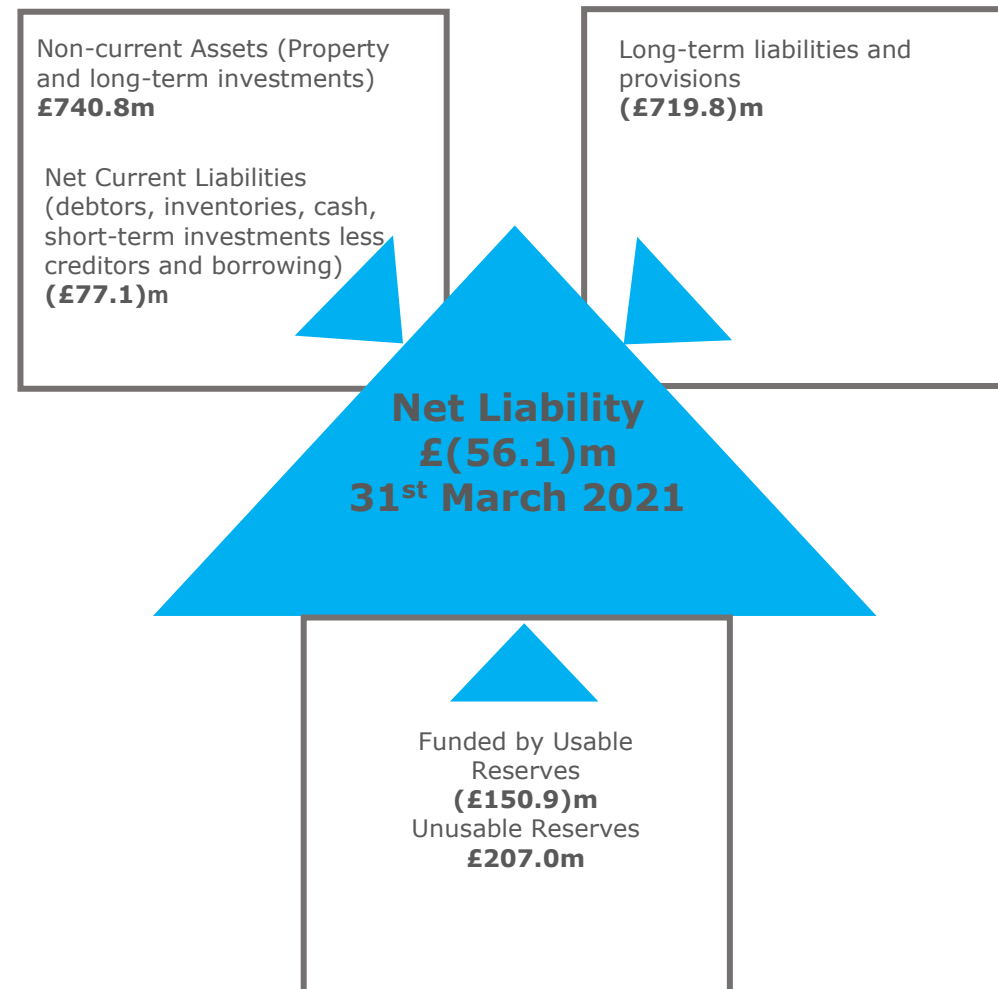 Non-current Assets (Property
and long-term investments)
£740.8m
Net Current Liabilities
(debtors, inventories, cash,
short-term investments less
creditors and borrowing)
(£77.1)m
Long-term liabilities and
provisions
(£719.8)m
Net Liability
£(56.1)m
31st March 2021
Funded by Usable
Reserves
(£150.9)m
Unusable Reserves
£207.0m